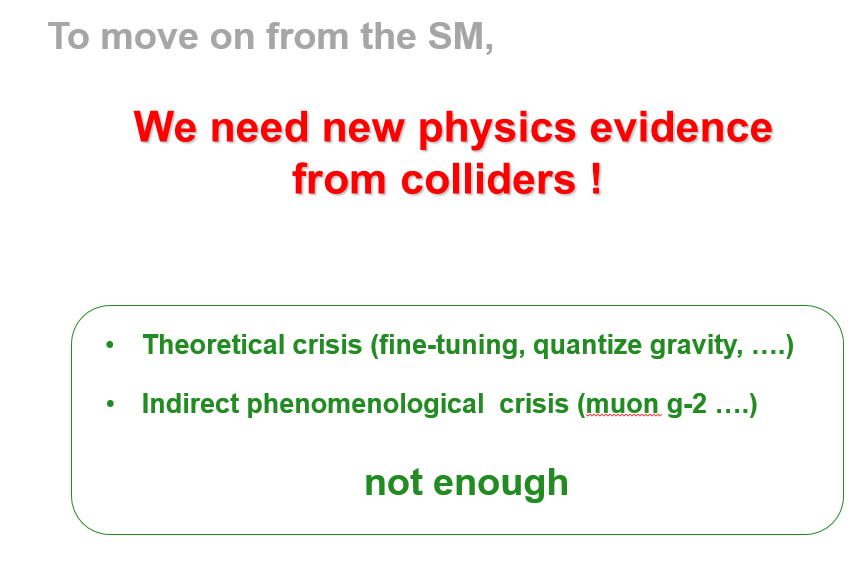 To move on from the SM,
We need new physics evidence
from colliders !
• Theoretical crisis (fine-tuning, quantize gravity, ….)
• Indirect phenomenological  crisis (muon g-2 ….)
not enough